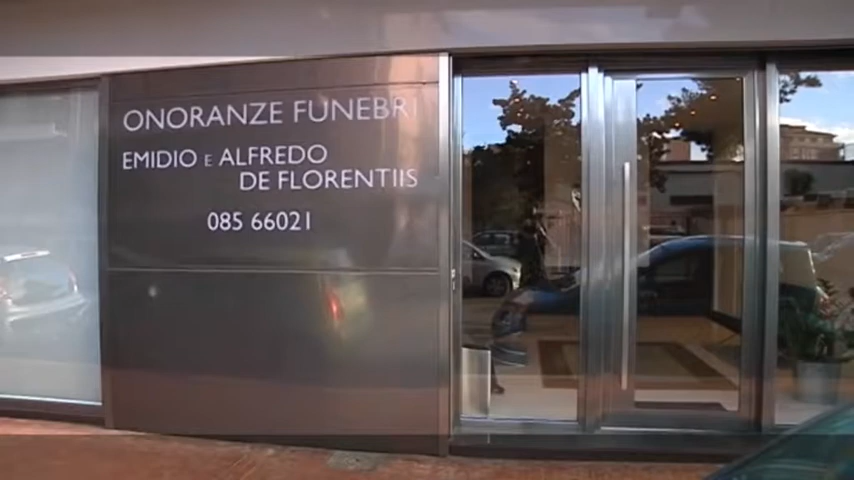 ONORANZE FUNEBRI
EMIDIO E ALFREDO
DE FLORENTIIS
085 66021